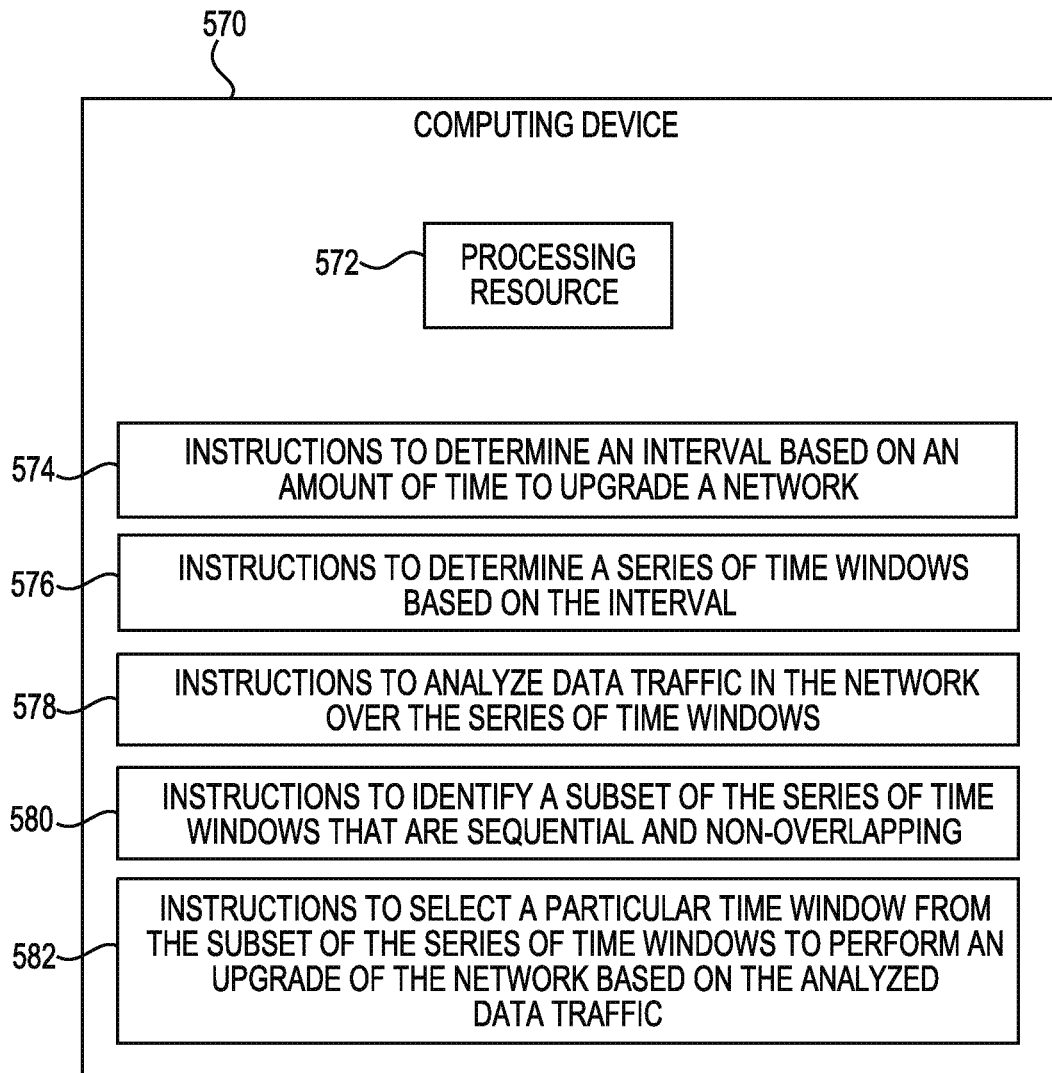 570
COMPUTING DEVICE
572
PROCESSING
RESOURCE
574
INSTRUCTIONS TO DETERMINE AN INTERVAL BASED ON AN
AMOUNT OF TIME TO UPGRADE A NETWORK
576
INSTRUCTIONS TO DETERMINE A SERIES OF TIME WINDOWS
BASED ON THE INTERVAL
578
INSTRUCTIONS TO ANALYZE DATA TRAFFIC IN THE NETWORK
OVER THE SERIES OF TIME WINDOWS
580
INSTRUCTIONS TO IDENTIFY A SUBSET OF THE SERIES OF TIME
WINDOWS THAT ARE SEQUENTIAL AND NON-OVERLAPPING
582
INSTRUCTIONS TO SELECT A PARTICULAR TIME WINDOW FROM
THE SUBSET OF THE SERIES OF TIME WINDOWS TO PERFORM AN
UPGRADE OF THE NETWORK BASED ON THE ANALYZED
DATA TRAFFIC